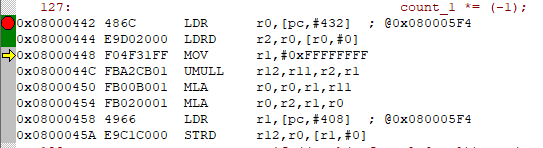 127: count_1 *= (-1);
0x08000442 486C LDR r0,[pc,#432] ; @0x080005F4
0x08000444 E9D02000 LDRD r2,r0,[r0,#0]
0x08000448 F04F31FF MOV r1,#0xFFFFFFFF
0x0800044C FBA2CB01 UMULL r12,r11,r2,r1
0x08000450 FB00B001 MLA r0,r0,r1,r11
0x08000454 FB020001 MLA r0,r2,r1,r0
0x08000458 4966 LDR r1,[pc,#408] ; @0x080005F4
0x0800045A E9C1C000 STRD r12,r0,[r1,#0]